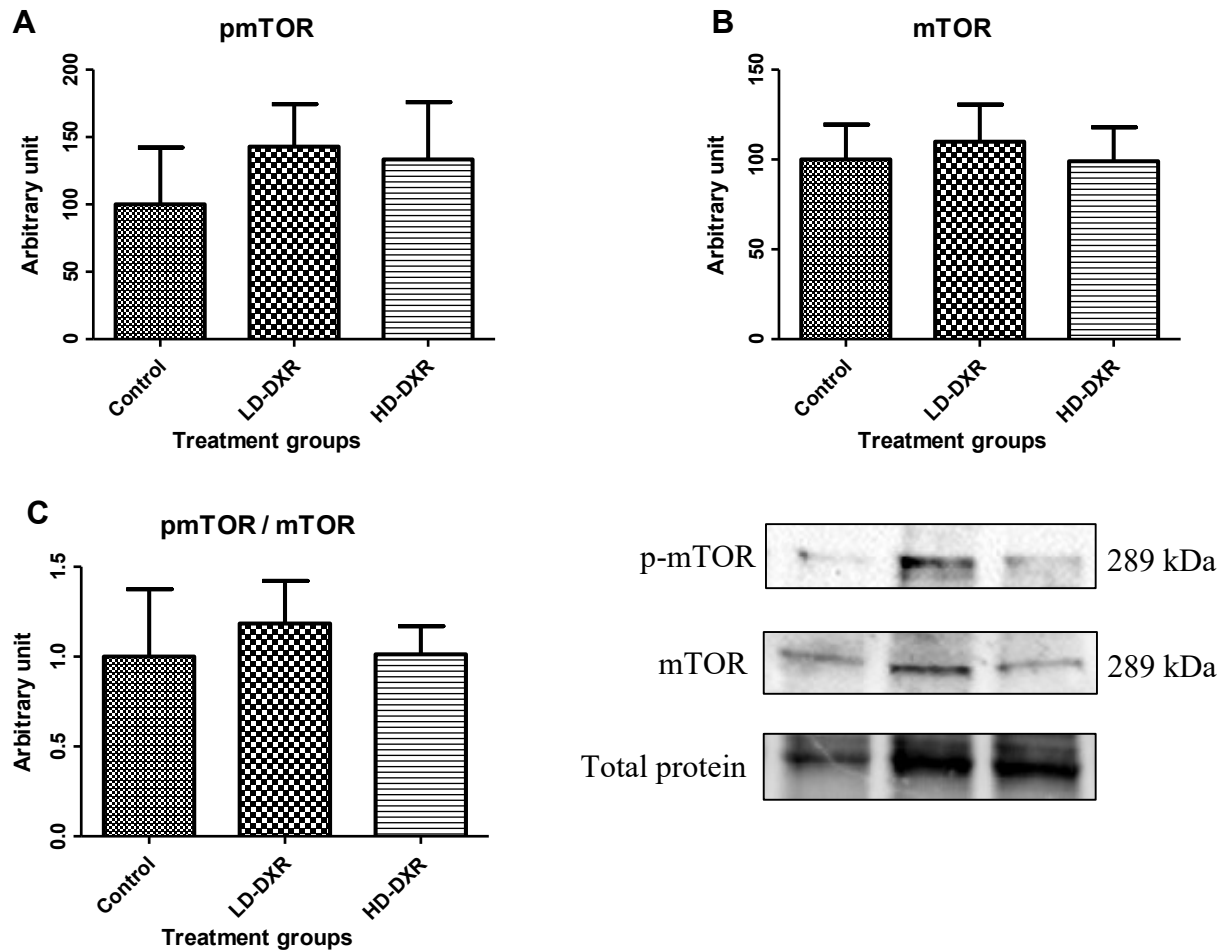 A
pmTOR
Arbitrary unit
200
150
100
50
0
Control
LD-DXR
HD-DXR
Treatment groups
B
mTOR
Arbitrary unit
150
100
50
0
Control
LD-DXR
HD-DXR
Treatment groups
C
pmTOR / mTOR
Arbitrary unit
1.5
1.0
0.5
0.0
Control
LD-DXR
HD-DXR
Treatment groups
p-mTOR 289 kDa
mTOR 289 kDa
Total protein